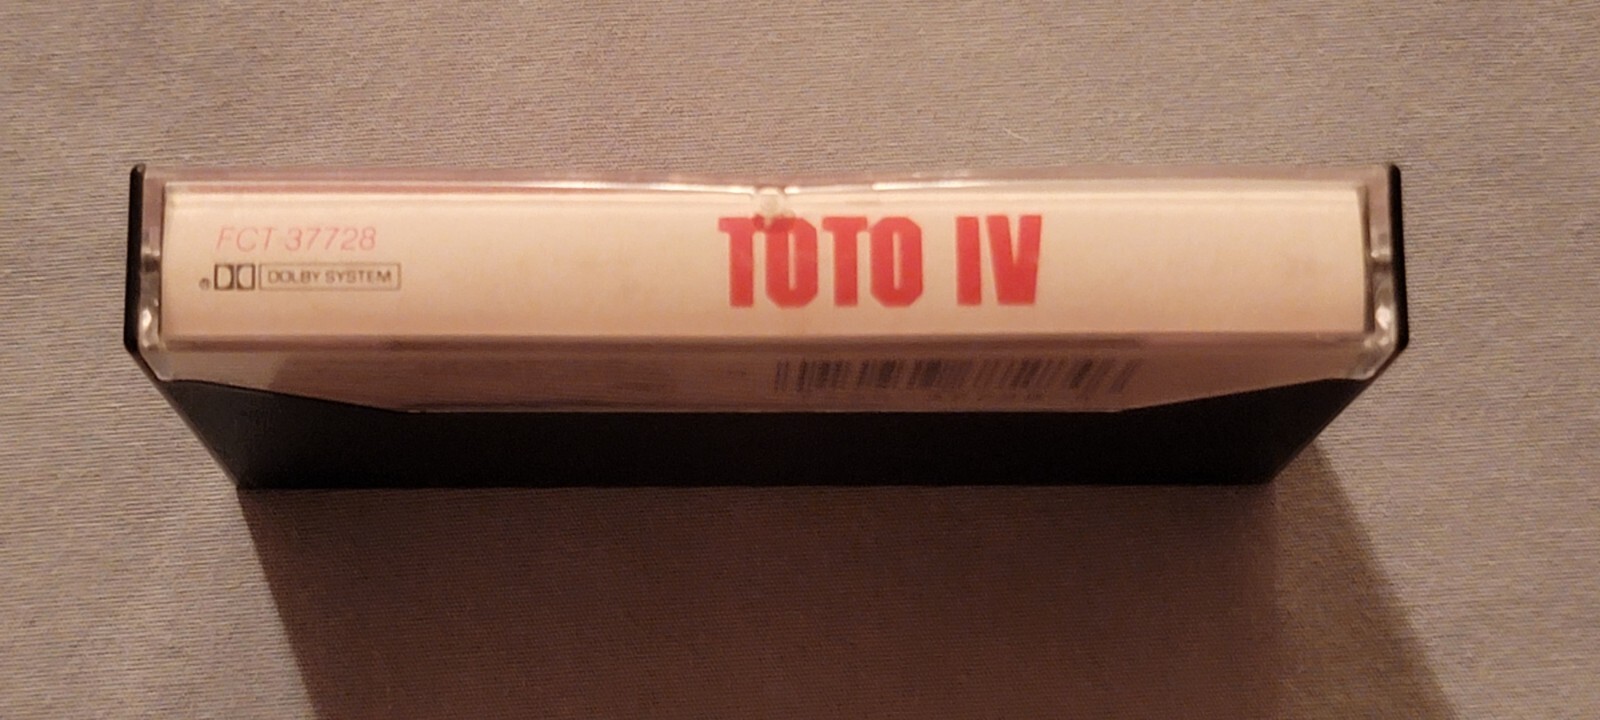 FCT 37728
DOLBY SYSTEM
TOTO IV